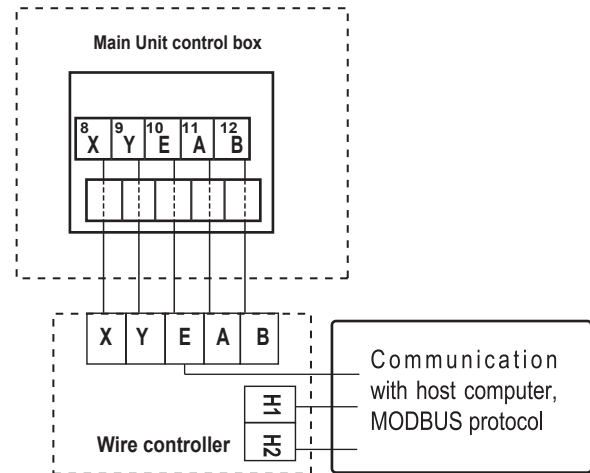 Main Unit control box
8 9 10 11 12
X Y E A B
X Y E A B
Communication
with host computer,
MODBUS protocol
H1
H2
Wire controller